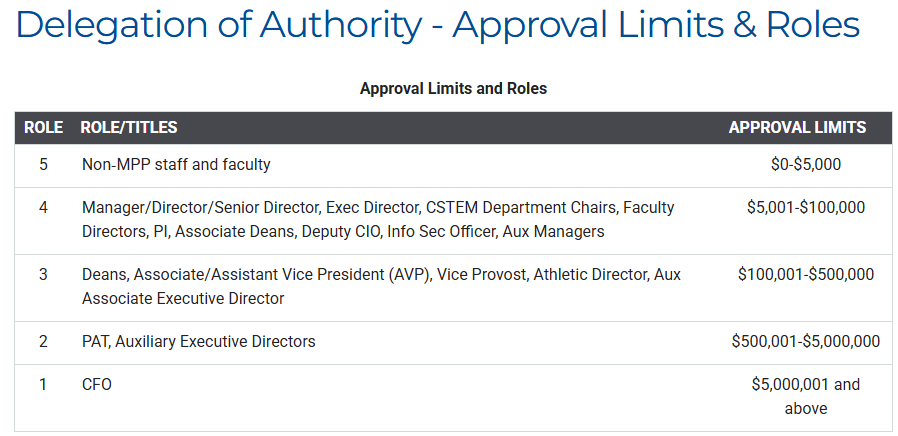 Delegation of Authority - Approval Limits & Roles
Approval Limits and Roles
ROLE ROLE/TITLES APPROVAL LIMITS
5 Non-MPP staff and faculty $0-$5,000
4 Manager/Director/Senior Director, Exec Director, CSTEM Department Chairs, Faculty $5,001-$100,000
Directors, PI, Associate Deans, Deputy CIO, Info Sec Officer, Aux Managers
3 Deans, Associate/Assistant Vice President (AVP), Vice Provost, Athletic Director, Aux $100,001-$500,000
Associate Executive Director
2 PAT, Auxiliary Executive Directors $500,001-$5,000,000
1 CFO $5,000,001 and
above